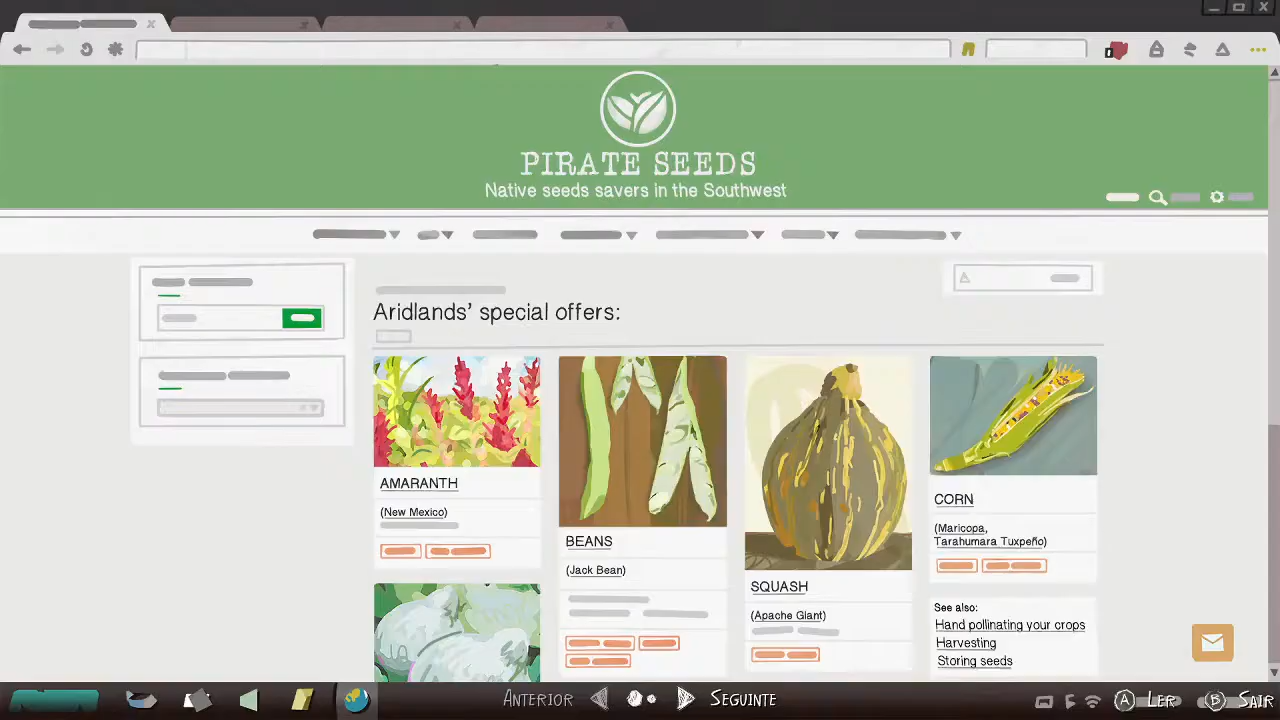 PIRATE SEEDS
Native seeds savers in the Southwest
Aridlands' special offers:
AMARANTH
(New Mexico)
BEANS
(Jack Bean)
SQUASH
(Apache Giant)
CORN
(Maricopa,
Tarahumara Tuxpeño)
See also:
Hand pollinating your crops
Harvesting
Storing seeds
ANTERIOR
SEGUINTE
A LER
B SAIR